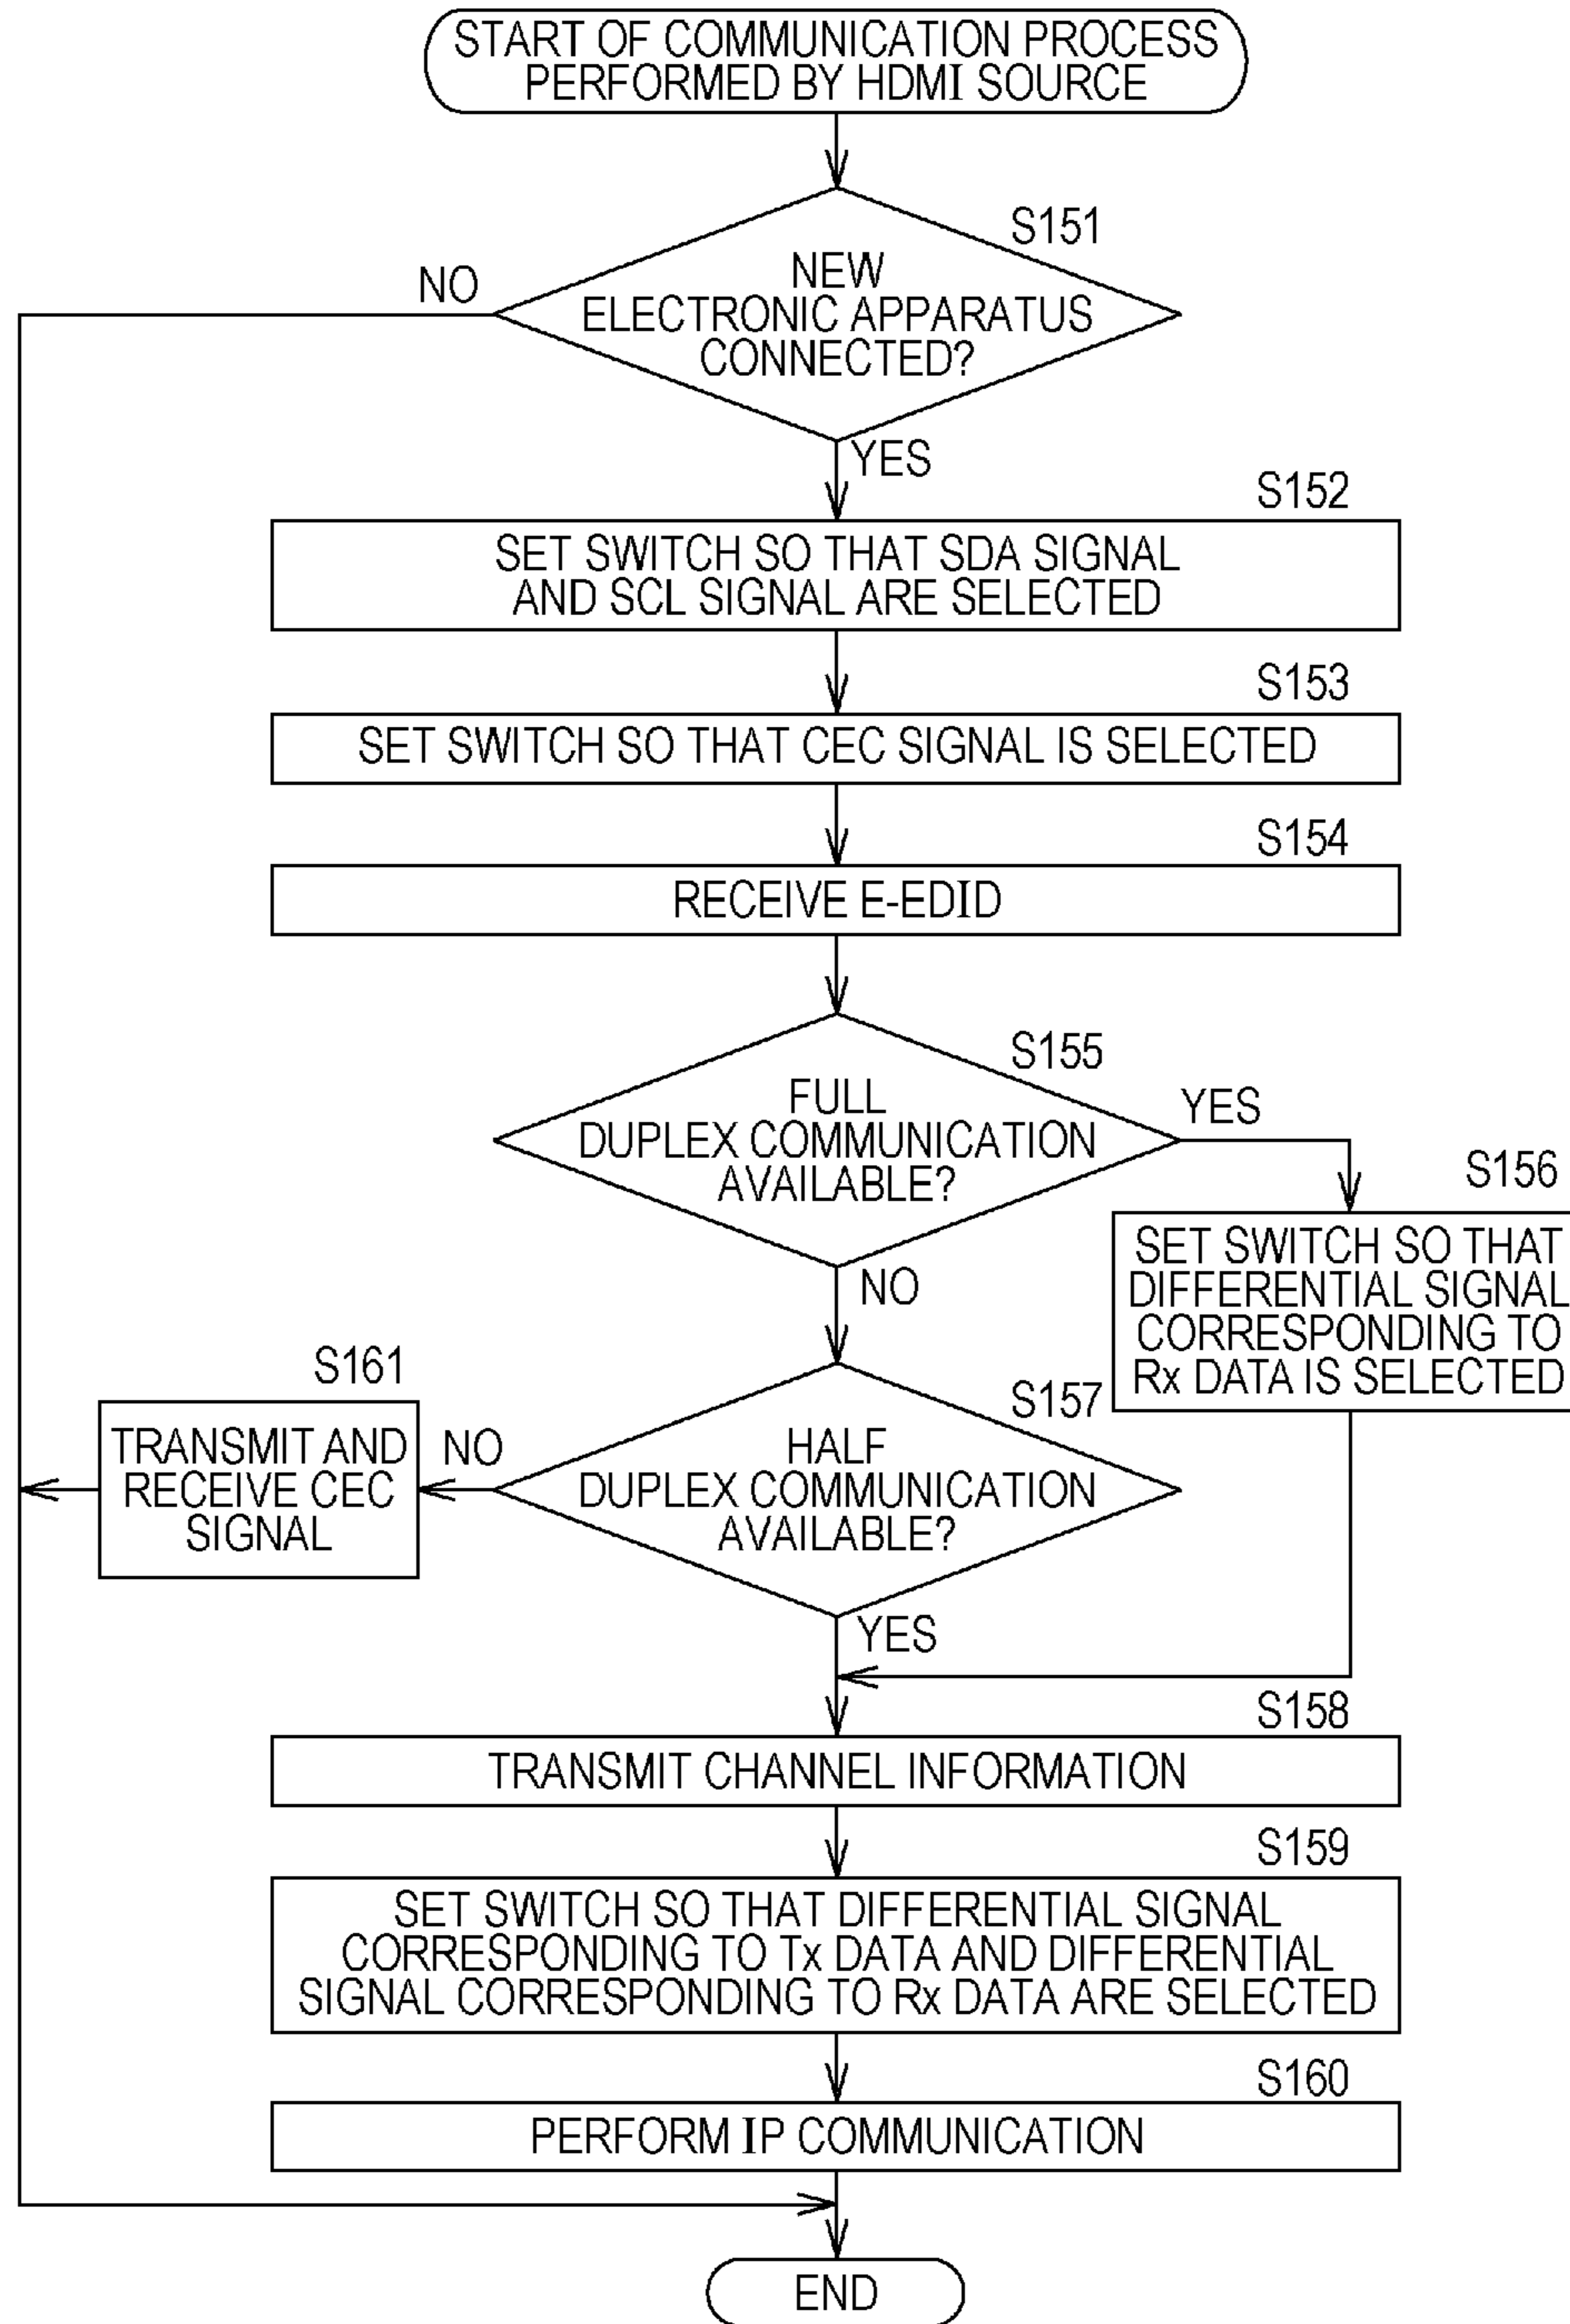 START OF COMMUNICATION PROCESS
PERFORMED BY HDMI SOURCE
S151
NO
NEW
ELECTRONIC APPARATUS
CONNECTED?
YES
S152
SET SWITCH SO THAT SDA SIGNAL
AND SCL SIGNAL ARE SELECTED
S153
SET SWITCH SO THAT CEC SIGNAL IS SELECTED
S154
RECEIVE E-EDID
S155
FULL
DUPLEX COMMUNICATION
AVAILABLE?
YES
NO
S156
SET SWITCH SO THAT
DIFFERENTIAL SIGNAL
CORRESPONDING TO
Rx DATA IS SELECTED
S157
HALF
DUPLEX COMMUNICATION
AVAILABLE?
NO
S161
TRANSMIT AND
RECEIVE CEC
SIGNAL
YES
S158
TRANSMIT CHANNEL INFORMATION
S159
SET SWITCH SO THAT DIFFERENTIAL SIGNAL
CORRESPONDING TO Tx DATA AND DIFFERENTIAL
SIGNAL CORRESPONDING TO Rx DATA ARE SELECTED
S160
PERFORM IP COMMUNICATION
END